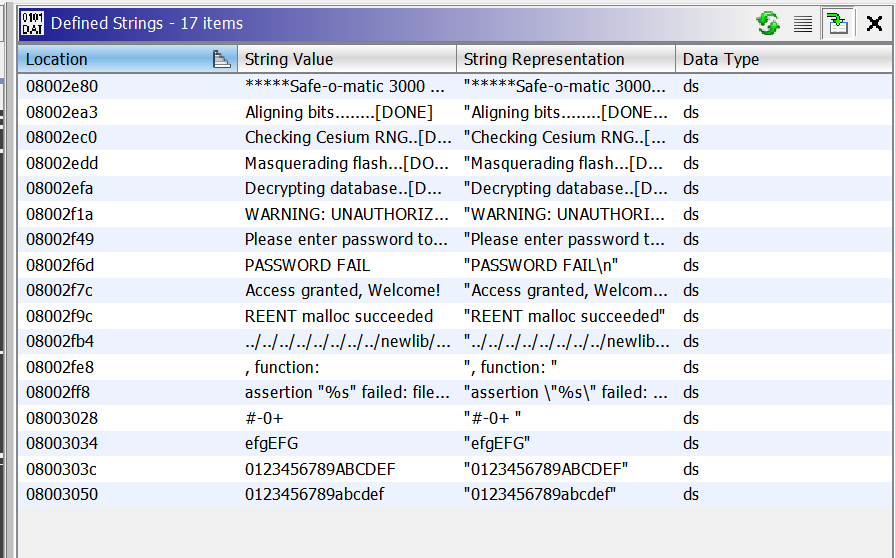 0101
DAT
Defined Strings - 17 items
Location String Value String Representation Data Type
08002e80 *****Safe-o-matic 3000 ... "*****Safe-o-matic 3000... ds
08002ea3 Aligning bits........[DONE] "Aligning bits........[DONE... ds
08002ec0 Checking Cesium RNG..[D... "Checking Cesium RNG..[... ds
08002edd Masquerading flash...[DO... "Masquerading flash...[D... ds
08002efa Decrypting database..[D... "Decrypting database..[D... ds
08002f1a WARNING: UNAUTHORIZ... "WARNING: UNAUTHORI... ds
08002f49 Please enter password to... "Please enter password t... ds
08002f6d PASSWORD FAIL "PASSWORD FAIL\n" ds
08002f7c Access granted, Welcome! "Access granted, Welcom... ds
08002f9c REENT malloc succeeded "REENT malloc succeeded" ds
08002fb4 ../../../../../../../../newlib/... "../../../../../../../../newlib... ds
08002fe8 , function: ", function: " ds
08002ff8 assertion "%s" failed: file... "assertion \"%s\" failed: ... ds
08003028 #-0+ "#-0+ " ds
08003034 efgEFG "efgEFG" ds
0800303c 0123456789ABCDEF "0123456789ABCDEF" ds
08003050 0123456789abcdef "0123456789abcdef" ds